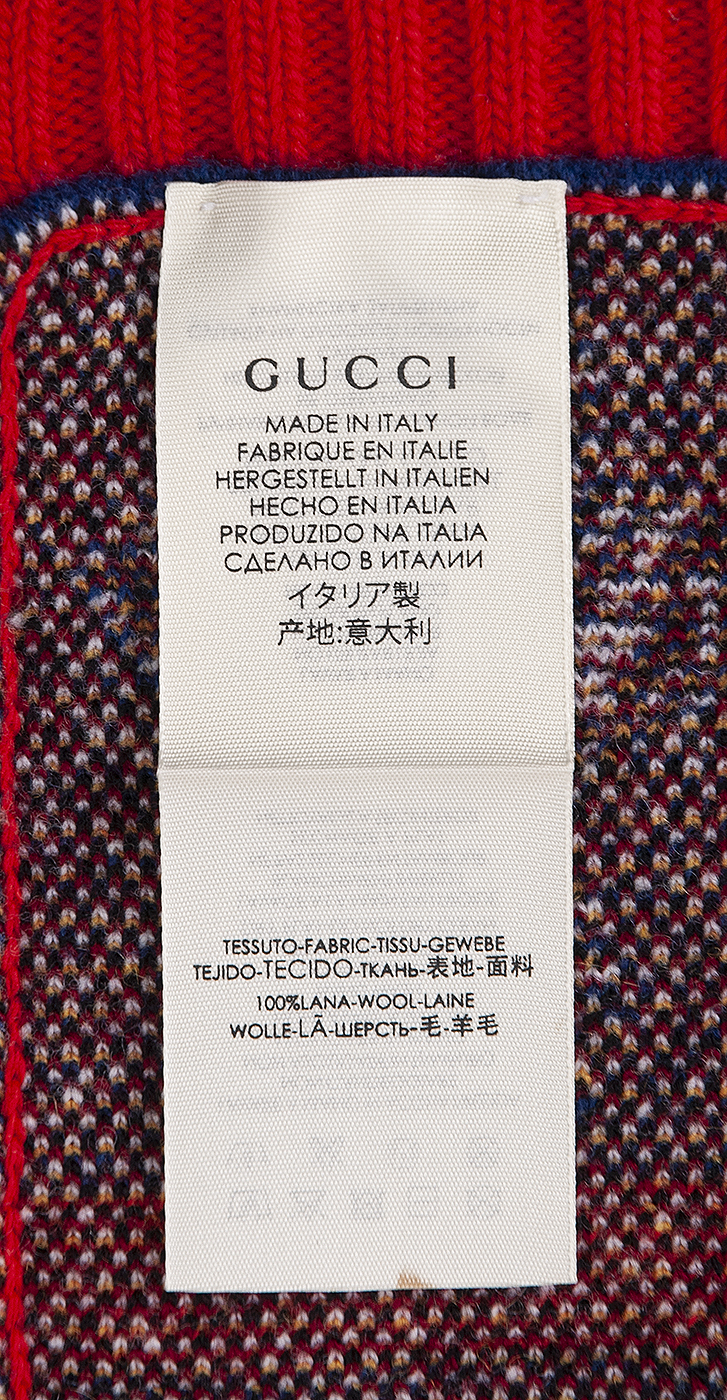 GUCCI
MADE IN ITALY
FABRIQUE EN ITALIE
HERGESTELLT IN ITALIEN
HECHO EN ITALIA
PRODUZIDO NA ITALIA
СДЕЛАНО В ИТАЛИИ
イタリア製
产地:意大利
TESSUTO-FABRIC-TISSU-GEWEBE
TEJIDO-TECIDO-ТКАНЬ-表地-面料
100%LANA-WOOL-LAINE
WOLLE-LÃ-ШЕРСТЬ-毛-羊毛